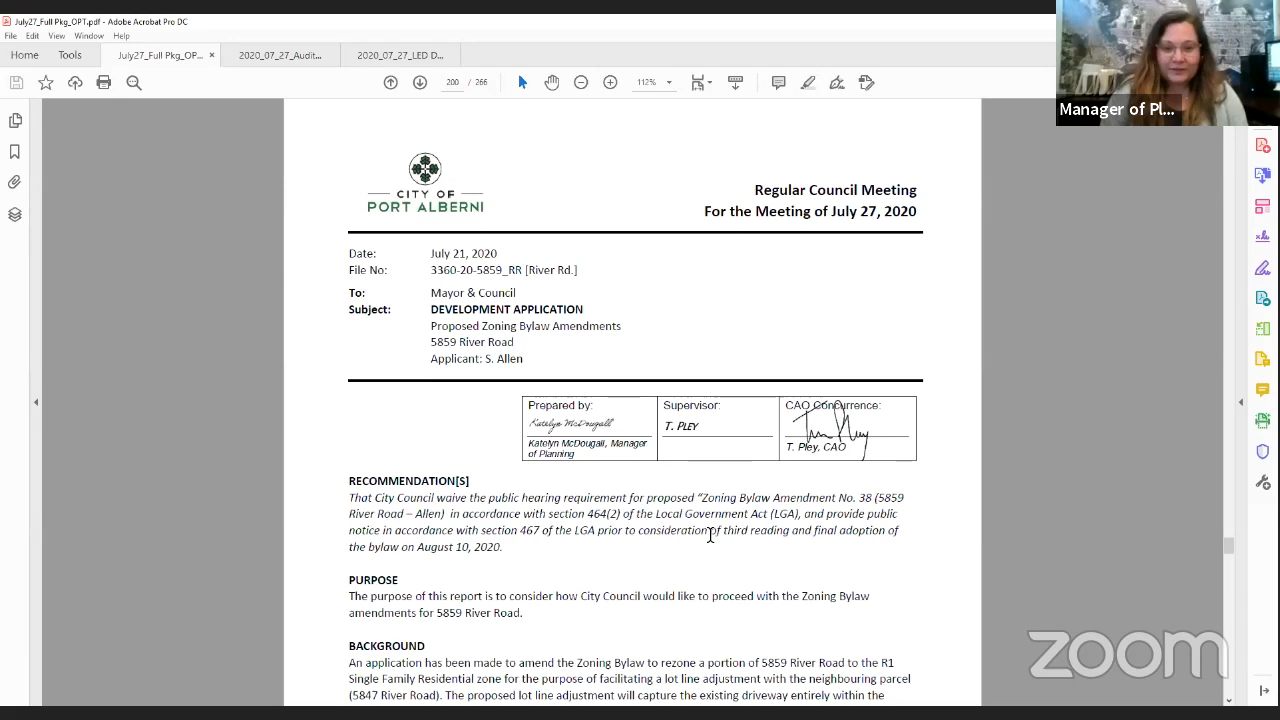 July27_Full Pkg_OPT.pdf - Adobe Acrobat Pro DC
File Edit View Window Help
Home Tools July27_Full Pkg_OP... × 2020_07_27_Audit... 2020_07_27_LED D...
200 / 266 112%
Manager of Pl...
CITY OF
PORT ALBERNI
Regular Council Meeting
For the Meeting of July 27, 2020
Date: July 21, 2020
File No: 3360-20-5859_RR [River Rd.]
To: Mayor & Council
Subject: DEVELOPMENT APPLICATION
Proposed Zoning Bylaw Amendments
5859 River Road
Applicant: S. Allen
Prepared by: Supervisor: CAO Concurrence:
Katelyn McDougall T. PLEY
Katelyn McDougall, Manager T. Pley, CAO
of Planning
RECOMMENDATION[S]
That City Council waive the public hearing requirement for proposed “Zoning Bylaw Amendment No. 38 (5859
River Road – Allen) in accordance with section 464(2) of the Local Government Act (LGA), and provide public
notice in accordance with section 467 of the LGA prior to consideration of third reading and final adoption of
the bylaw on August 10, 2020.
PURPOSE
The purpose of this report is to consider how City Council would like to proceed with the Zoning Bylaw
amendments for 5859 River Road.
BACKGROUND
An application has been made to amend the Zoning Bylaw to rezone a portion of 5859 River Road to the R1
Single Family Residential zone for the purpose of facilitating a lot line adjustment with the neighbouring parcel
(5847 River Road). The proposed lot line adjustment will capture the existing driveway entirely within the
zoom